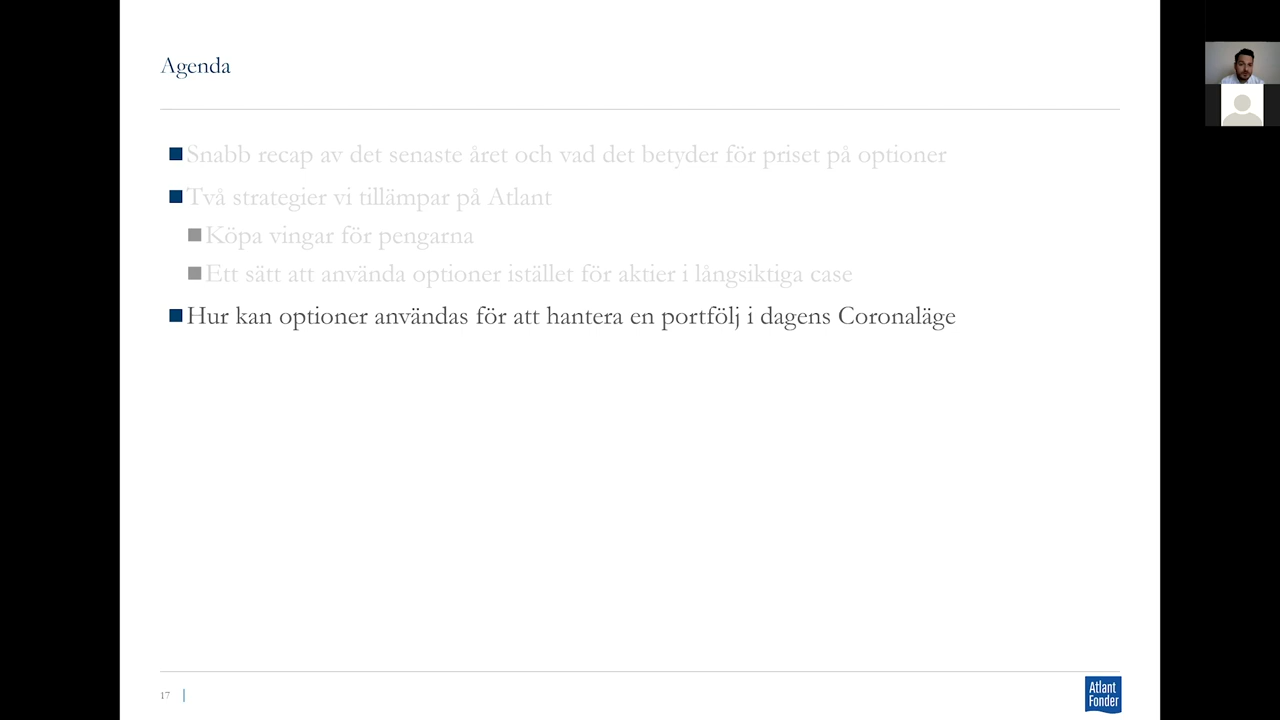 Agenda
Snabb recap av det senaste året och vad det betyder för priset på optioner
Två strategier vi tillämpar på Atlant
Köpa vingar för pengarna
Ett sätt att använda optioner istället för aktier i långsiktiga case
Hur kan optioner användas för att hantera en portfölj i dagens Coronaläge
17
Atlant
Fonder